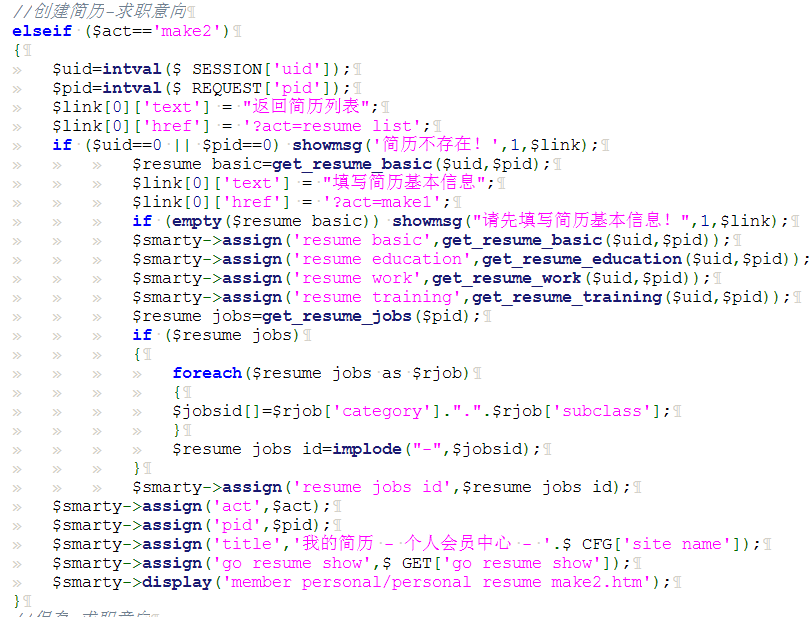 //创建简历-求职意向
elseif ($act=='make2')
{
$uid=intval($ SESSION['uid']);
$pid=intval($ REQUEST['pid']);
$link[0]['text'] = "返回简历列表";
$link[0]['href'] = '?act=resume list';
if ($uid==0 || $pid==0) showmsg('简历不存在！',1,$link);
$resume basic=get_resume_basic($uid,$pid);
$link[0]['text'] = "填写简历基本信息";
$link[0]['href'] = '?act=make1';
if (empty($resume basic)) showmsg("请先填写简历基本信息！",1,$link);
$smarty->assign('resume basic',get_resume_basic($uid,$pid));
$smarty->assign('resume education',get_resume_education($uid,$pid));
$smarty->assign('resume work',get_resume_work($uid,$pid));
$smarty->assign('resume training',get_resume_training($uid,$pid));
$resume jobs=get_resume_jobs($pid);
if ($resume jobs)
{
foreach($resume jobs as $rjob)
{
$jobsid[]=$rjob['category'].".".$rjob['subclass'];
}
$resume jobs id=implode("-",$jobsid);
}
$smarty->assign('resume jobs id',$resume jobs id);
$smarty->assign('act',$act);
$smarty->assign('pid',$pid);
$smarty->assign('title','我的简历 - 个人会员中心 - '.$ CFG['site name']);
$smarty->assign('go resume show',$ GET['go resume show']);
$smarty->display('member personal/personal resume make2.htm');
}